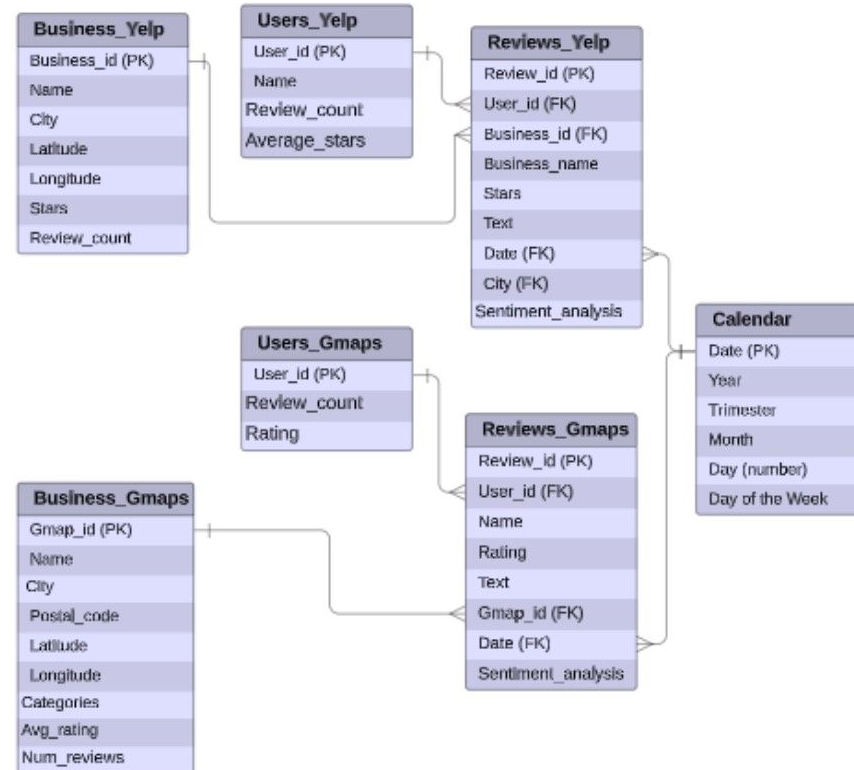 Business_Yelp
Business_id (PK)
Name
City
Latitude
Longitude
Stars
Review_count
Users_Yelp
User_id (PK)
Name
Review_count
Average_stars
Reviews_Yelp
Review_id (PK)
User_id (FK)
Business_id (FK)
Business_name
Stars
Text
Date (FK)
City (FK)
Sentiment_analysis
Users_Gmaps
User_id (PK)
Review_count
Rating
Business_Gmaps
Gmap_id (PK)
Name
City
Postal_code
Latitude
Longitude
Categories
Avg_rating
Num_reviews
Reviews_Gmaps
Review_id (PK)
User_id (FK)
Name
Rating
Text
Gmap_id (FK)
Date (FK)
Sentiment_analysis
Calendar
Date (PK)
Year
Trimester
Month
Day (number)
Day of the Week